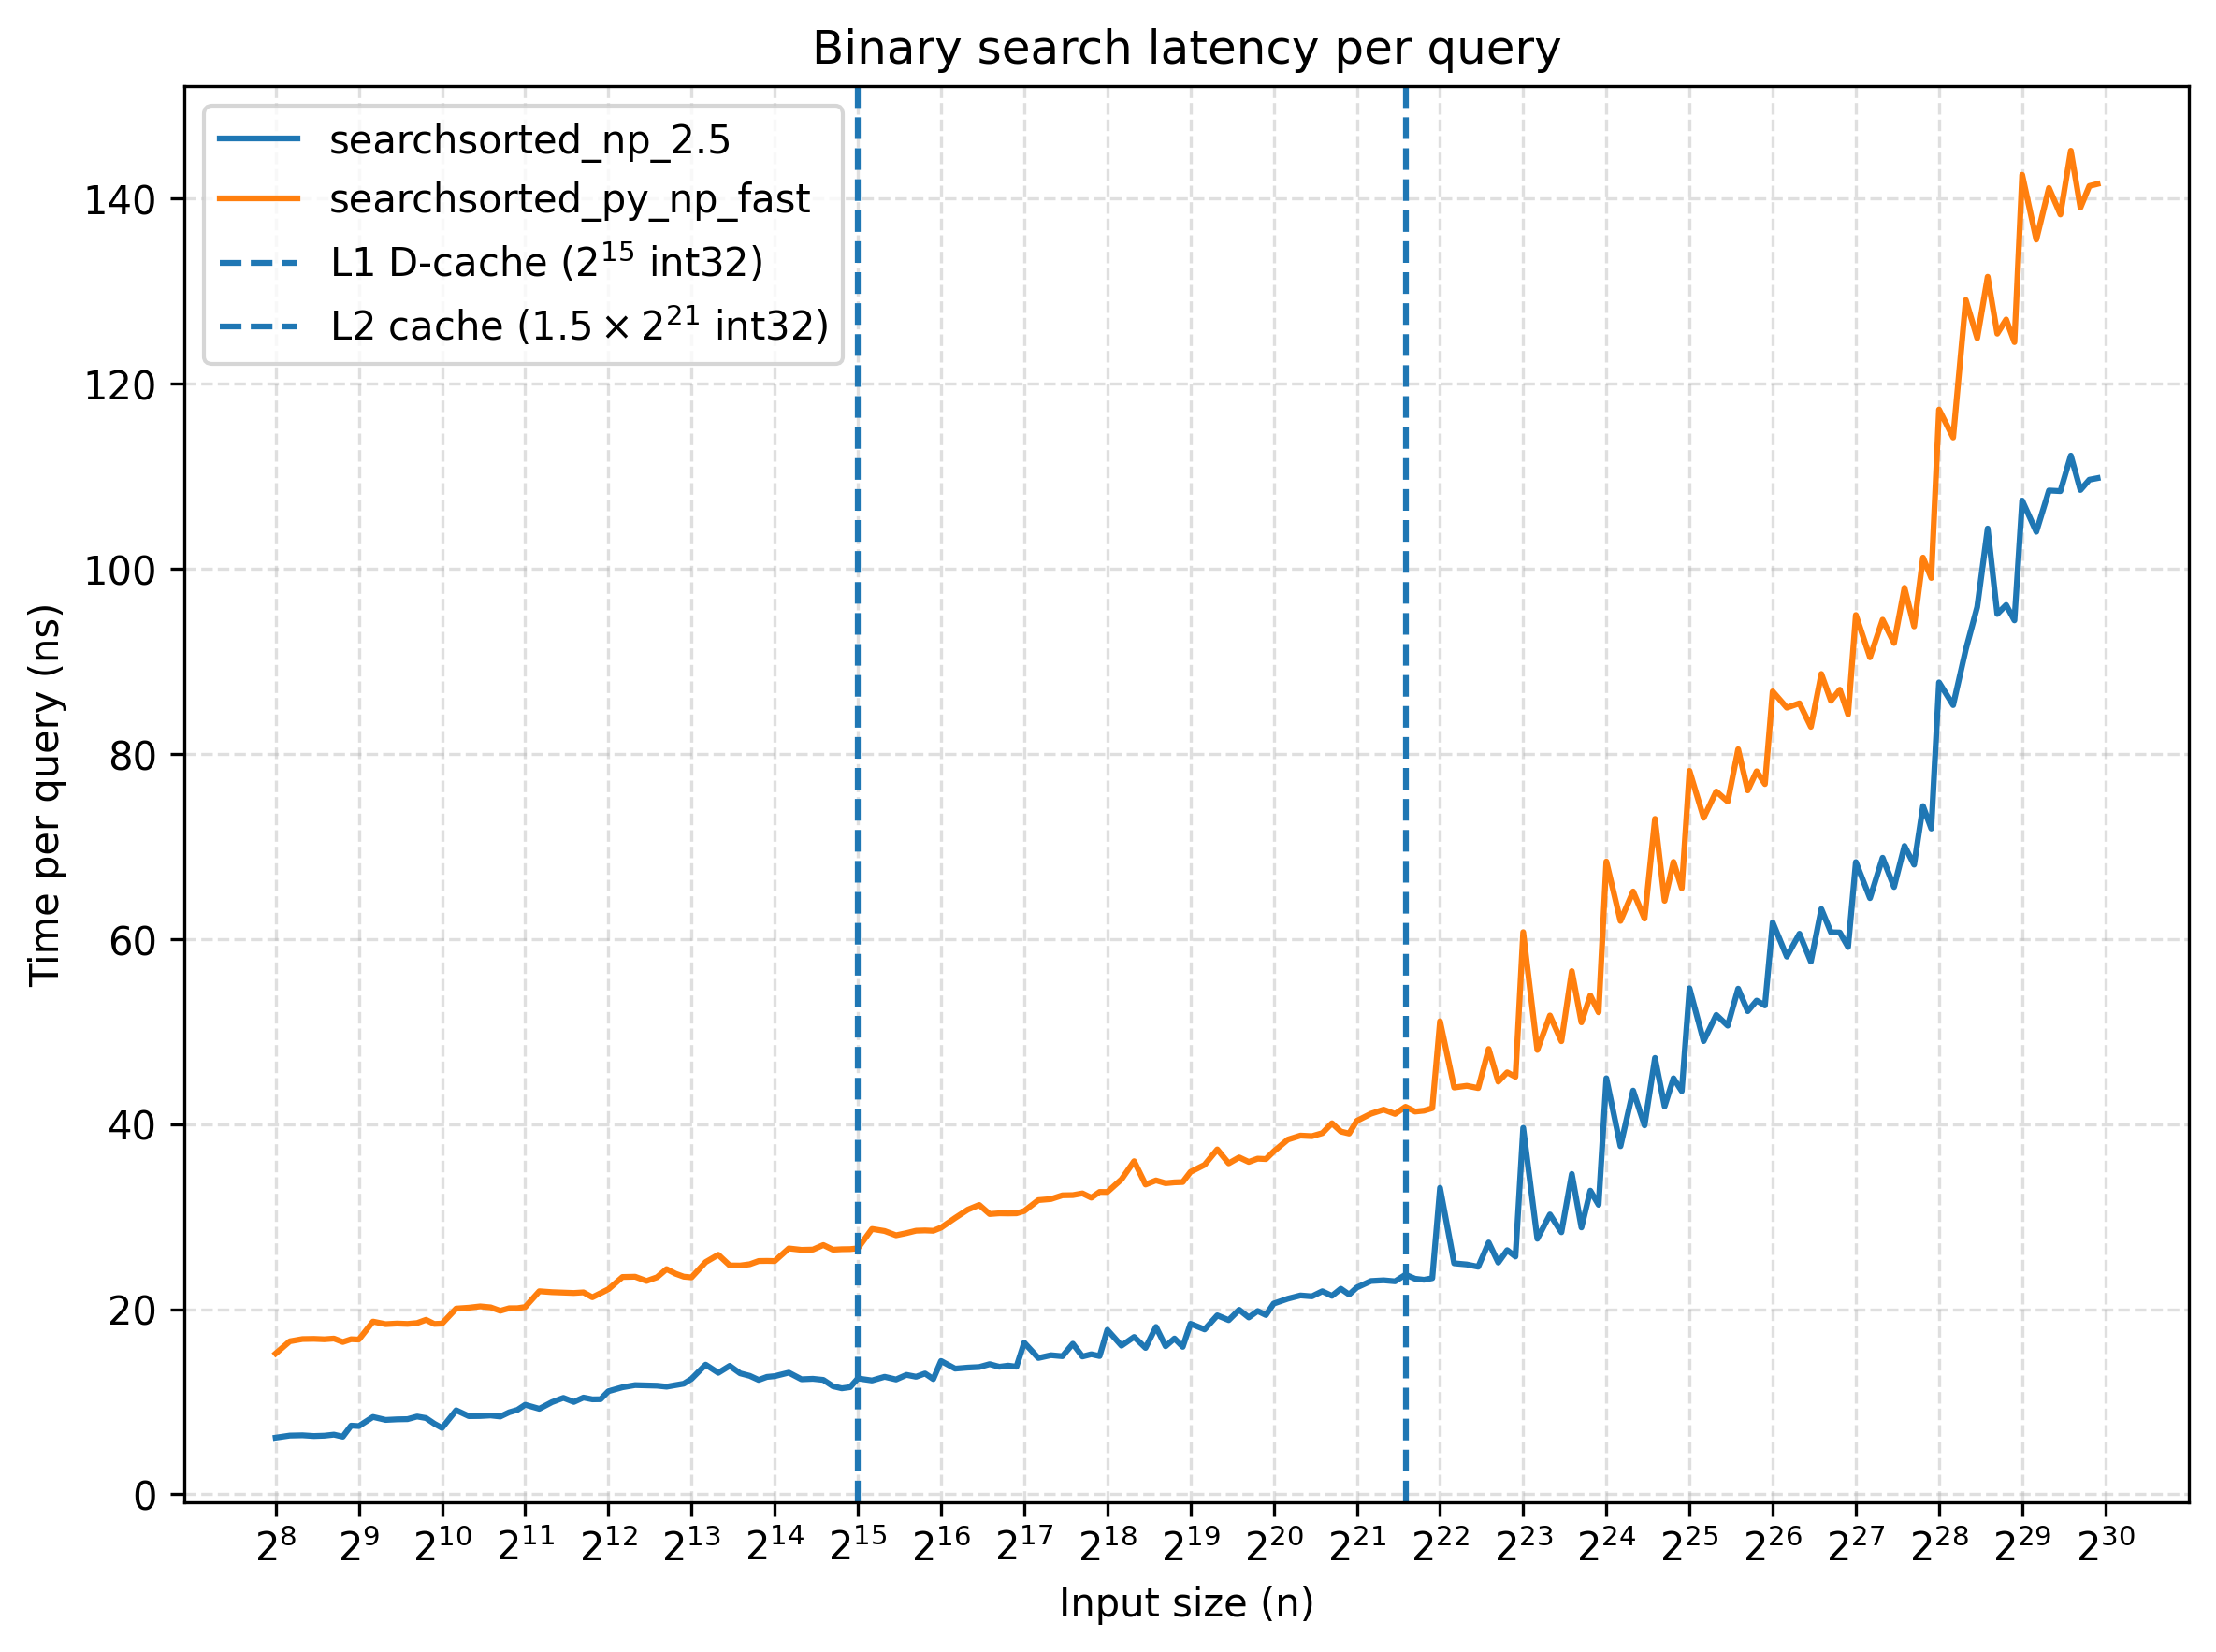 Binary search latency per query
searchsorted_np_2.5
searchsorted_py_np_fast
L1 D-cache (2¹⁵ int32)
L2 cache (1.5 × 2²¹ int32)
Time per query (ns)
140
120
100
80
60
40
20
0
2⁸ 2⁹ 2¹⁰ 2¹¹ 2¹² 2¹³ 2¹⁴ 2¹⁵ 2¹⁶ 2¹⁷ 2¹⁸ 2¹⁹ 2²⁰ 2²¹ 2²² 2²³ 2²⁴ 2²⁵ 2²⁶ 2²⁷ 2²⁸ 2²⁹ 2³⁰
Input size (n)